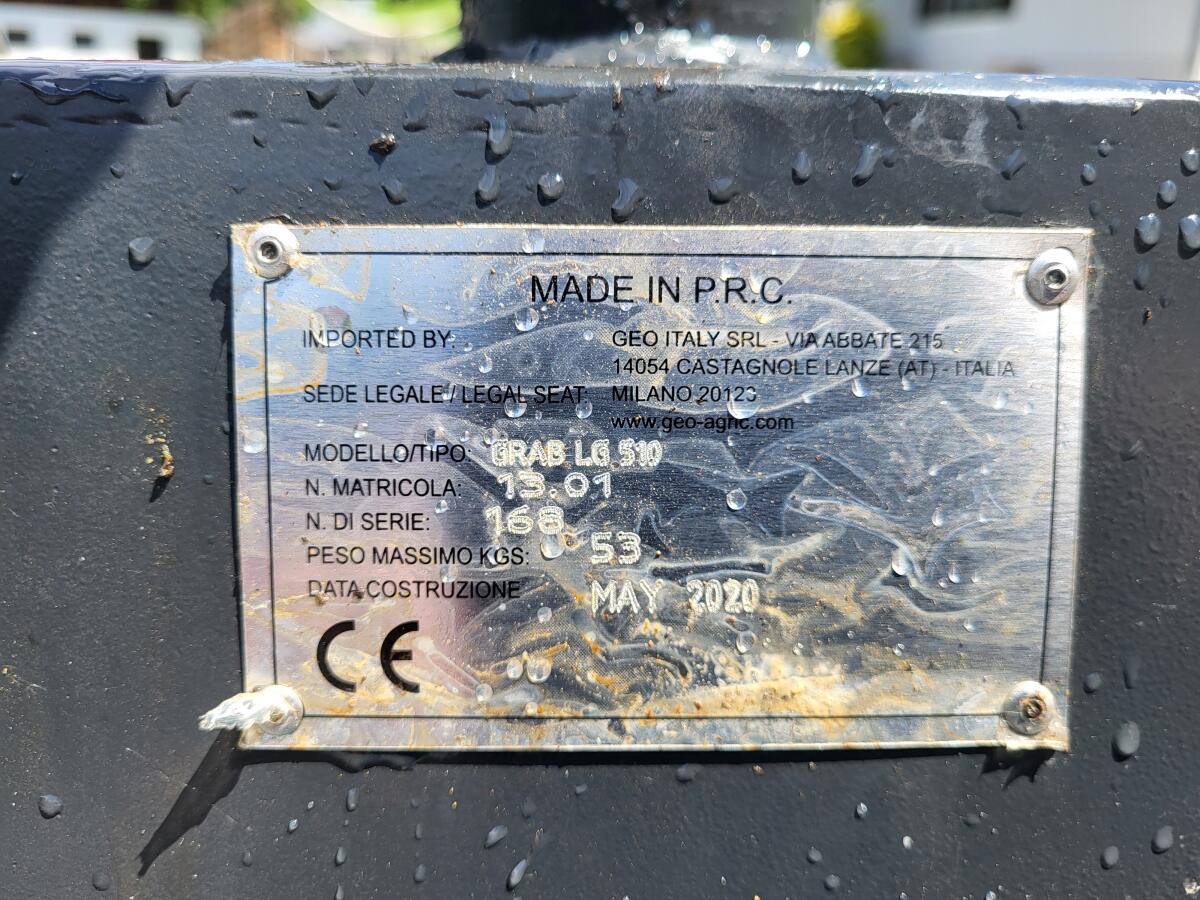 MADE IN P.R.C.
IMPORTED BY: GEO ITALY SRL - VIA ABBATE 215
14054 CASTAGNOLE LANZE (AT) - ITALIA
SEDE LEGALE / LEGAL SEAT: MILANO 20123
www.geo-agric.com
MODELLO/TIPO: GRAB LG 510
N. MATRICOLA: 13.01
N. DI SERIE: 168
PESO MASSIMO KGS: 53
DATA COSTRUZIONE MAY 2020
CE